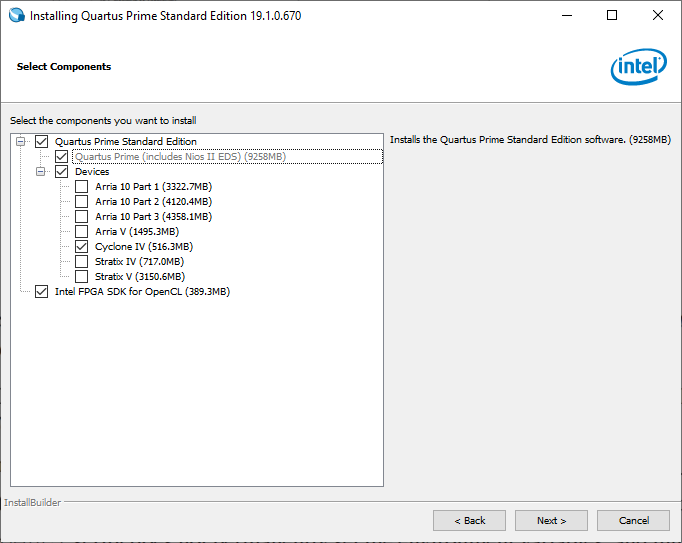 Installing Quartus Prime Standard Edition 19.1.0.670
Select Components
intel
Select the components you want to install
Quartus Prime Standard Edition
Installs the Quartus Prime Standard Edition software. (9258MB)
Quartus Prime (includes Nios II EDS) (9258MB)
Devices
Arria 10 Part 1 (3322.7MB)
Arria 10 Part 2 (4120.4MB)
Arria 10 Part 3 (4358.1MB)
Arria V (1495.3MB)
Cyclone IV (516.3MB)
Stratix IV (717.0MB)
Stratix V (3150.6MB)
Intel FPGA SDK for OpenCL (389.3MB)
InstallBuilder
< Back
Next >
Cancel